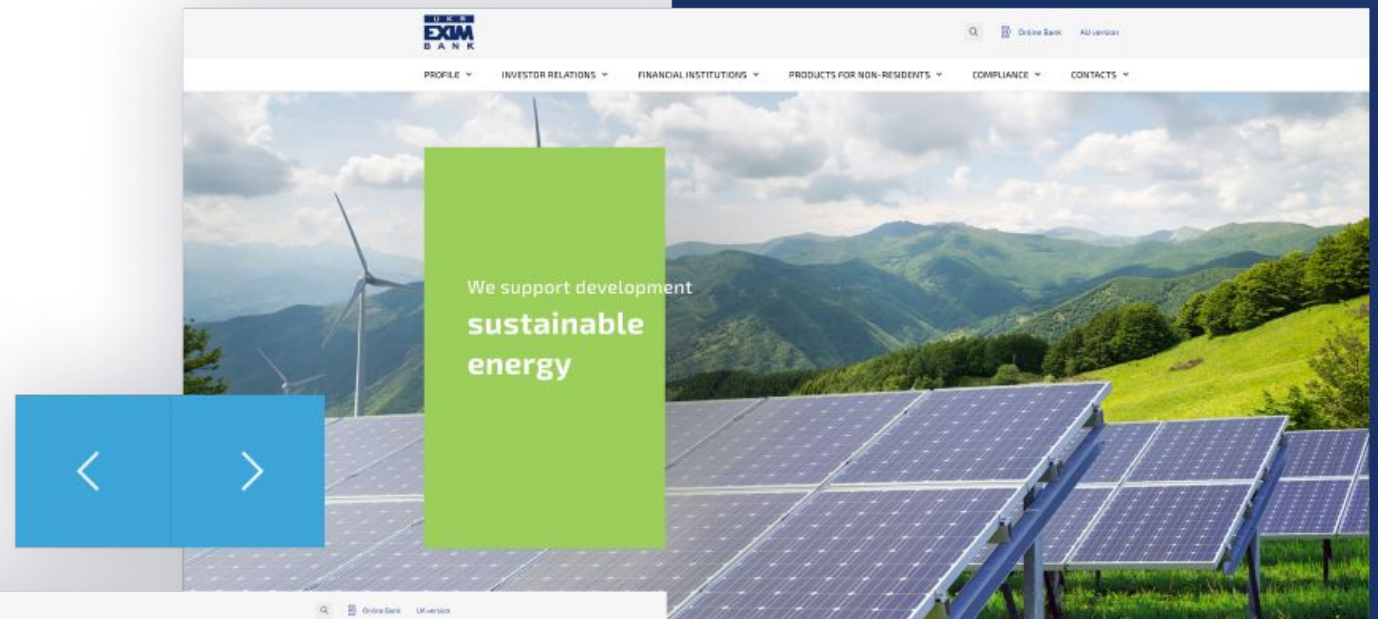 UKR
EXIM
BANK
Online Bank AU version
PROFILE INVESTOR RELATIONS FINANCIAL INSTITUTIONS PRODUCTS FOR NON-RESIDENTS COMPLIANCE CONTACTS
We support development
sustainable
energy
Online Bank UK version